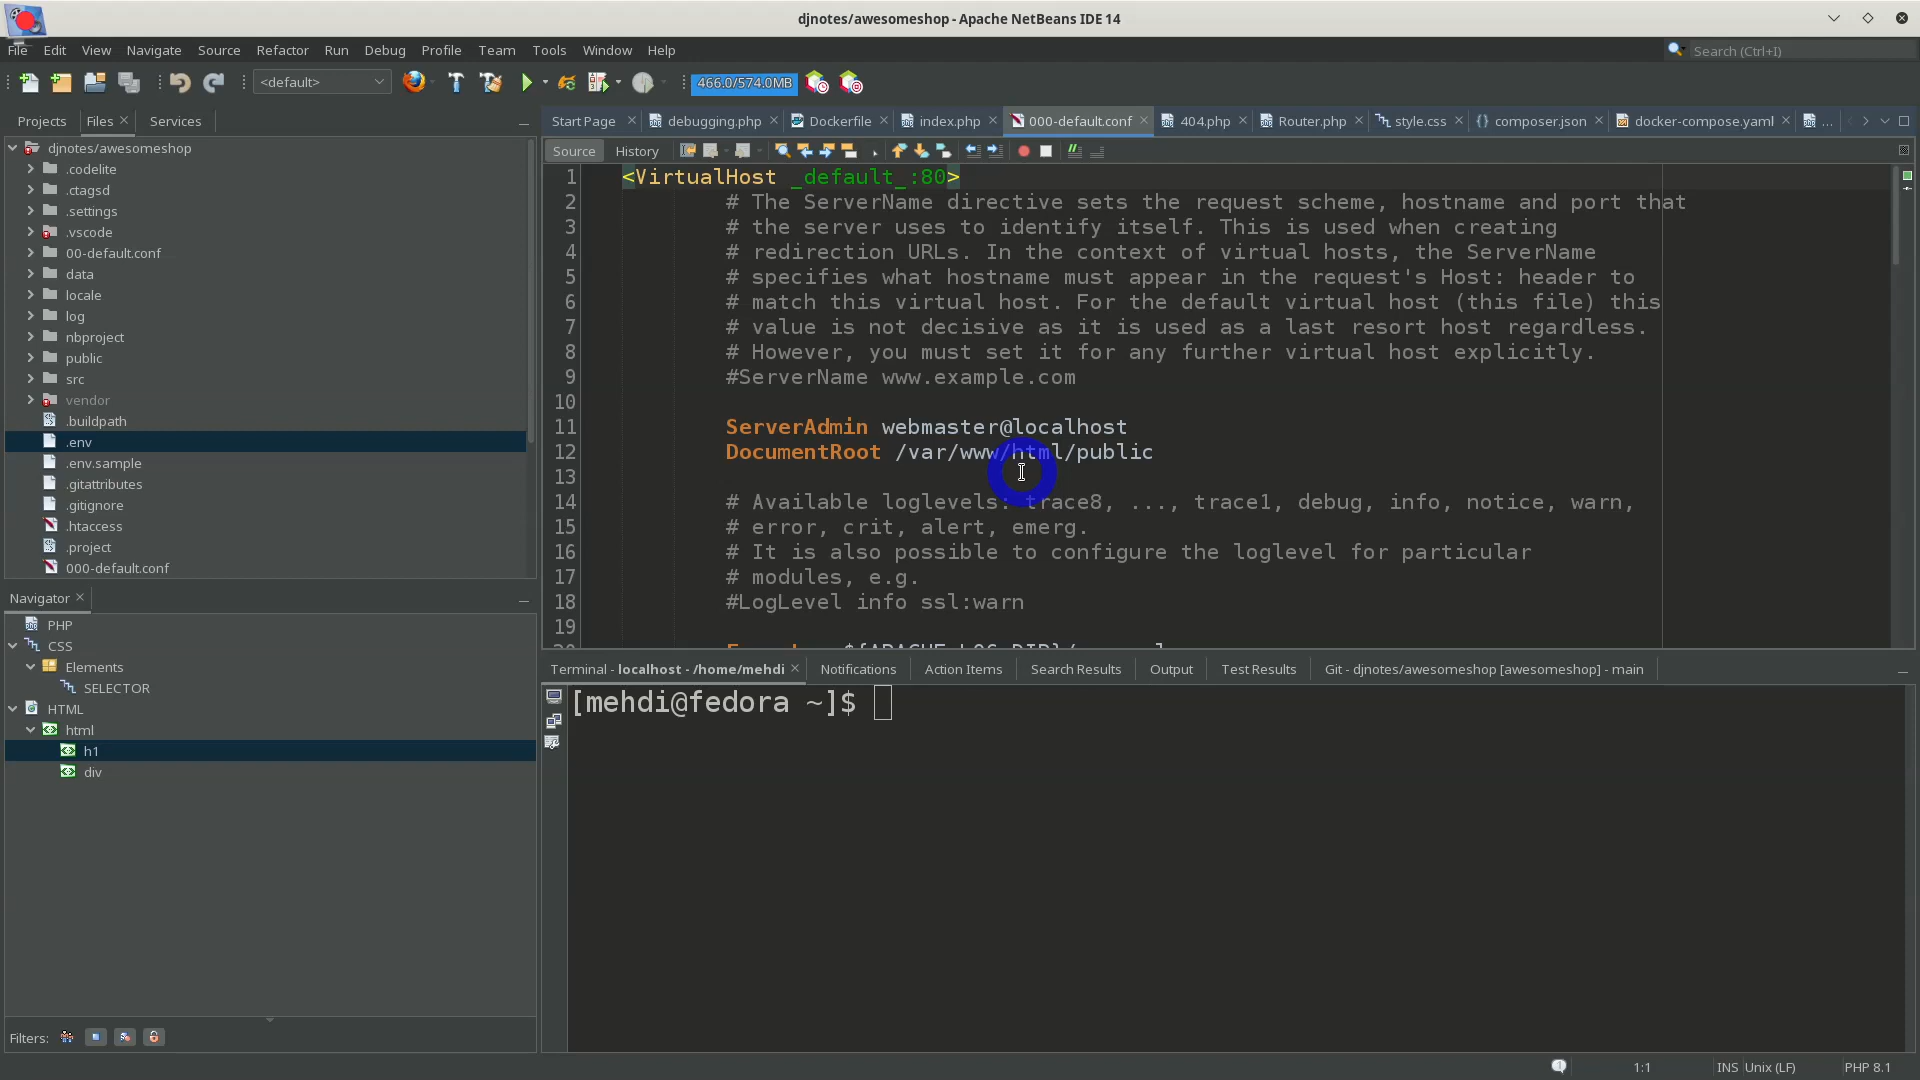 djnotes/awesomeshop - Apache NetBeans IDE 14
File Edit View Navigate Source Refactor Run Debug Profile Team Tools Window Help
Search (Ctrl+I)
<default>
466.0/574.0MB
Projects Files Services
Start Page debugging.php Dockerfile index.php 000-default.conf 404.php Router.php style.css composer.json docker-compose.yaml ...
djnotes/awesomeshop
.codelite
.ctagsd
.settings
.vscode
00-default.conf
data
locale
log
nbproject
public
src
vendor
.buildpath
.env
.env.sample
.gitattributes
.gitignore
.htaccess
.project
000-default.conf
Source History
1 <VirtualHost _default_:80>
2 # The ServerName directive sets the request scheme, hostname and port that
3 # the server uses to identify itself. This is used when creating
4 # redirection URLs. In the context of virtual hosts, the ServerName
5 # specifies what hostname must appear in the request's Host: header to
6 # match this virtual host. For the default virtual host (this file) this
7 # value is not decisive as it is used as a last resort host regardless.
8 # However, you must set it for any further virtual host explicitly.
9 #ServerName www.example.com
10
11 ServerAdmin webmaster@localhost
12 DocumentRoot /var/www/html/public
13
14 # Available loglevels: trace8, ..., trace1, debug, info, notice, warn,
15 # error, crit, alert, emerg.
16 # It is also possible to configure the loglevel for particular
17 # modules, e.g.
18 #LogLevel info ssl:warn
19
Navigator
PHP
CSS
Elements
SELECTOR
HTML
html
h1
div
Filters:
Terminal - localhost - /home/mehdi Notifications Action Items Search Results Output Test Results Git - djnotes/awesomeshop [awesomeshop] - main
[mehdi@fedora ~]$
1:1 INS Unix (LF) PHP 8.1